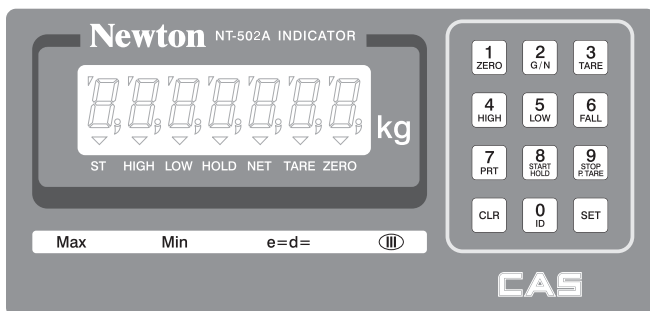 Newton NT-502A INDICATOR
kg
ST HIGH LOW HOLD NET TARE ZERO
Max Min e=d= III
1 2 3
ZERO G/N TARE
4 5 6
HIGH LOW FALL
7 8 9
PRT START HOLD STOP P.TARE
CLR 0 SET
ID
CAS